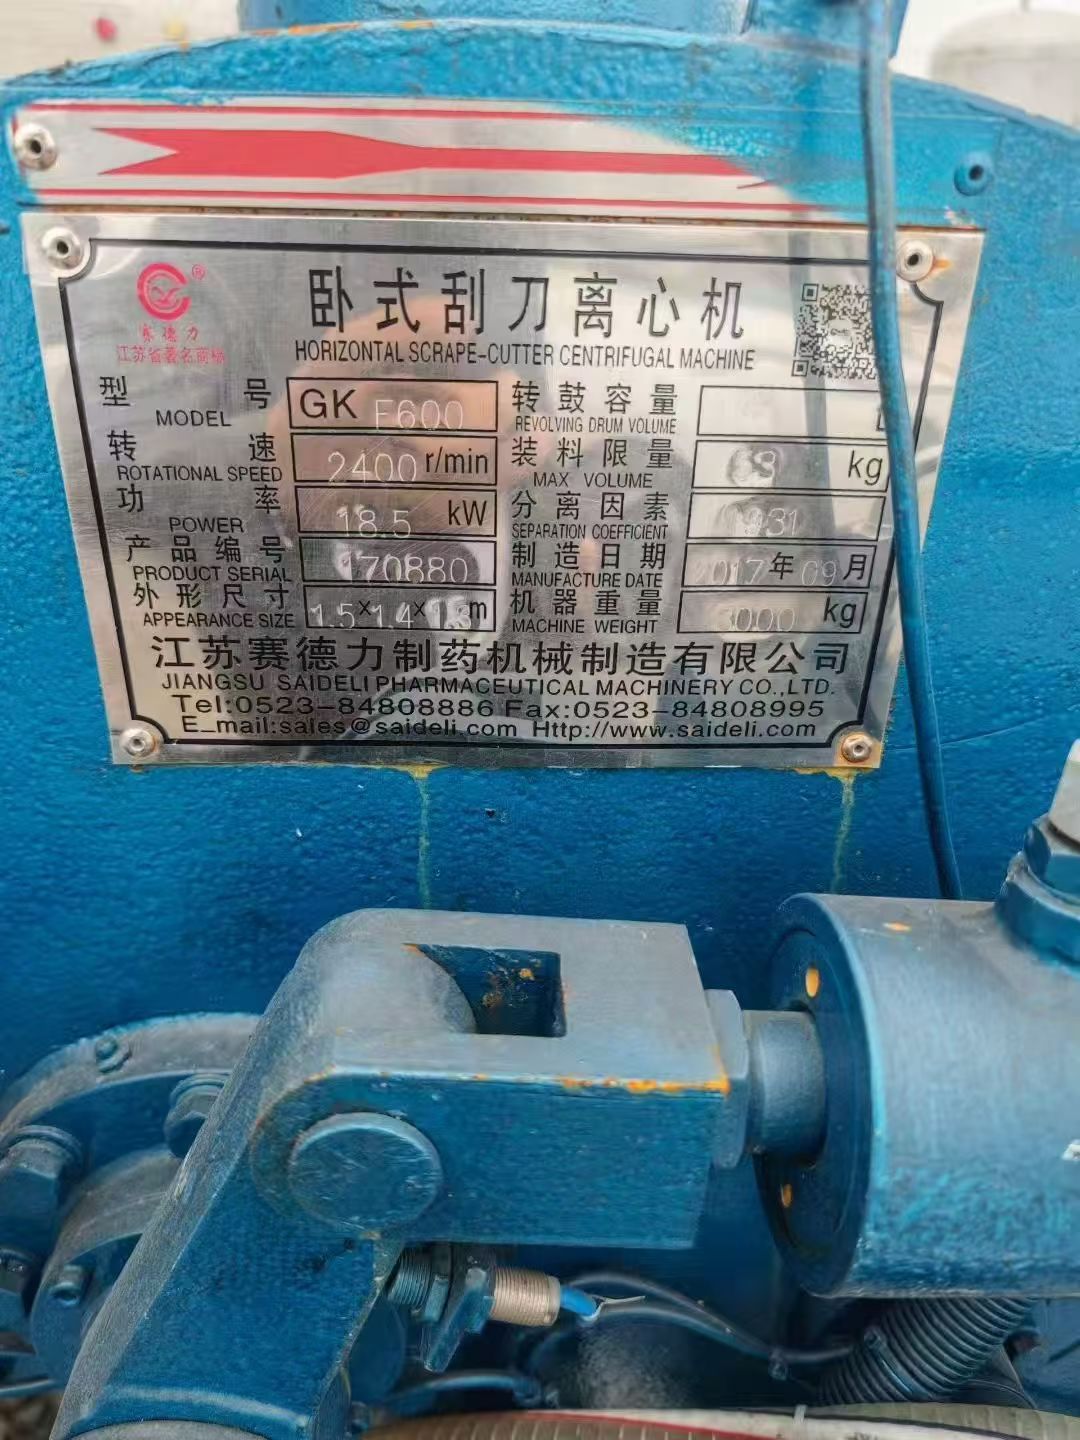 ®
赛德力
江苏省著名商标
卧式刮刀离心机
HORIZONTAL SCRAPE-CUTTER CENTRIFUGAL MACHINE
型号 MODEL GK F600 转鼓容量 REVOLVING DRUM VOLUME L
转速 ROTATIONAL SPEED 2400 r/min 装料限量 MAX VOLUME kg
功率 POWER 18.5 kW 分离因素 SEPARATION COEFFICIENT
产品编号 PRODUCT SERIAL 170880 制造日期 MANUFACTURE DATE 2017年09月
外形尺寸 APPEARANCE SIZE 1.5×1.4× m 机器重量 MACHINE WEIGHT 3000 kg
江苏赛德力制药机械制造有限公司
JIANGSU SAIDELI PHARMACEUTICAL MACHINERY CO.,LTD.
Tel:0523-84808886 Fax:0523-84808995
E_mail:sales@saideli.com Http://www.saideli.com